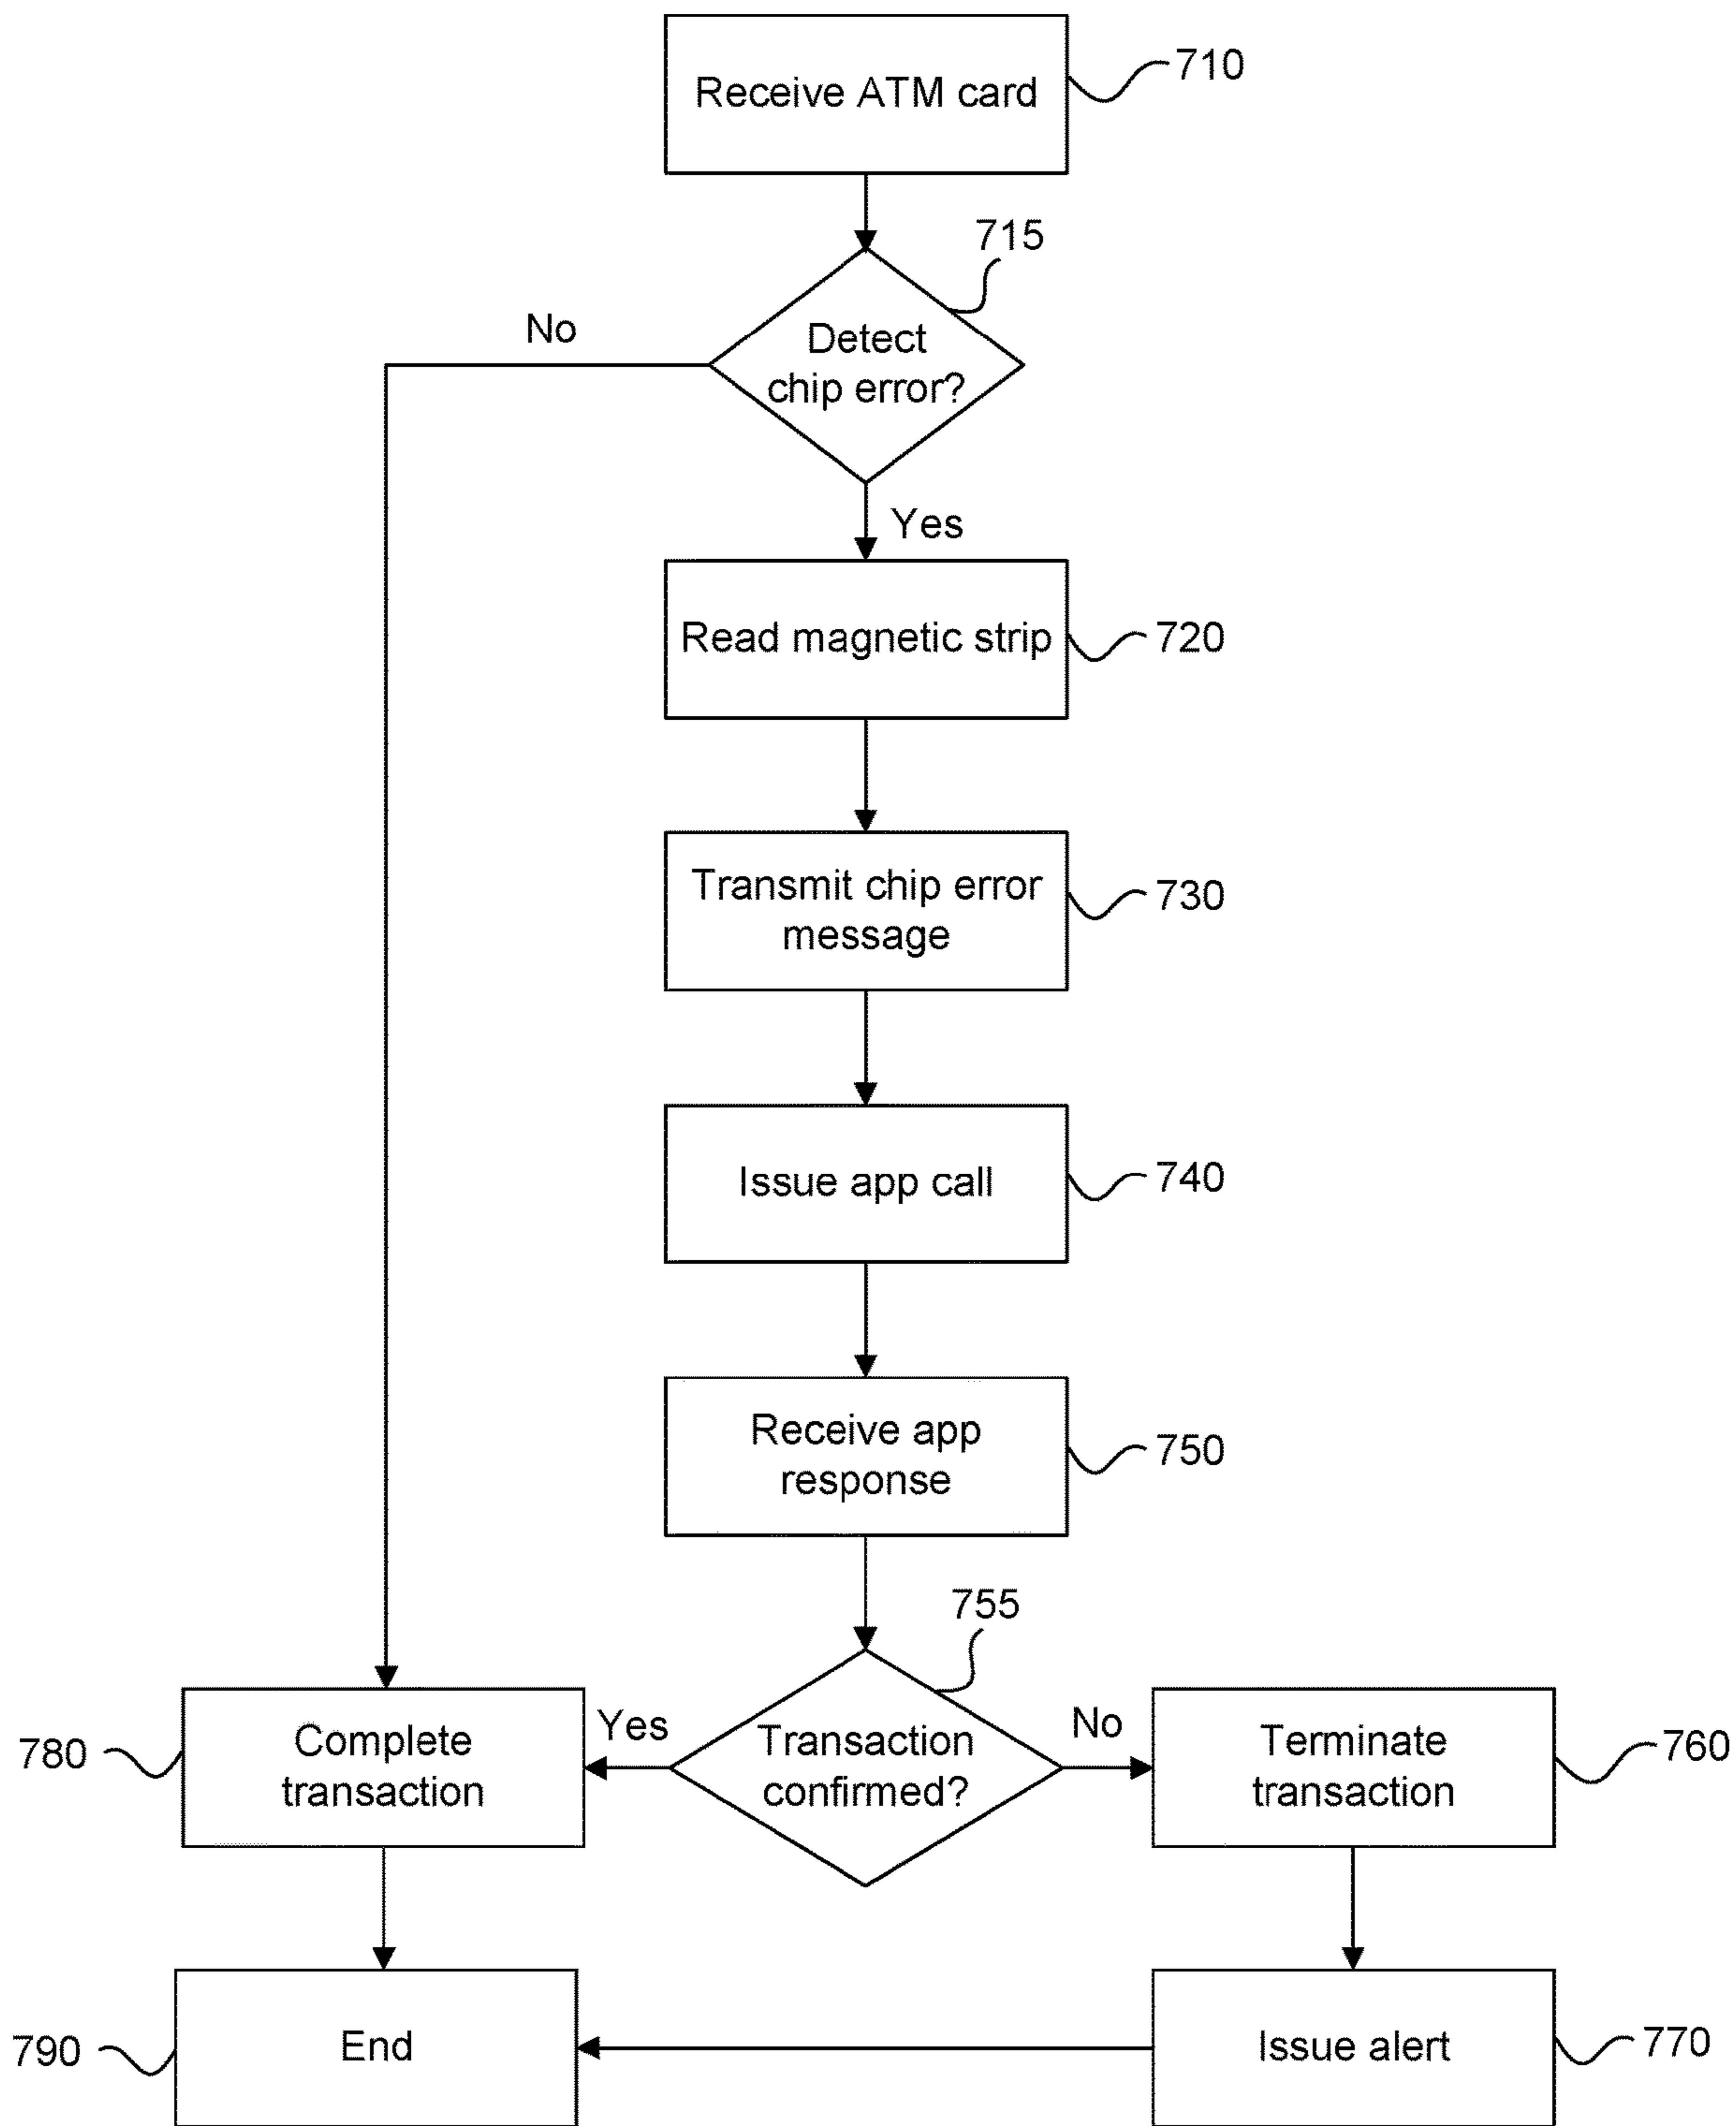 Receive ATM card
710
715
No
Detect
chip error?
Yes
Read magnetic strip
720
Transmit chip error
message
730
Issue app call
740
Receive app
response
750
755
780
Complete
transaction
Yes
Transaction
confirmed?
No
Terminate
transaction
760
790
End
Issue alert
770